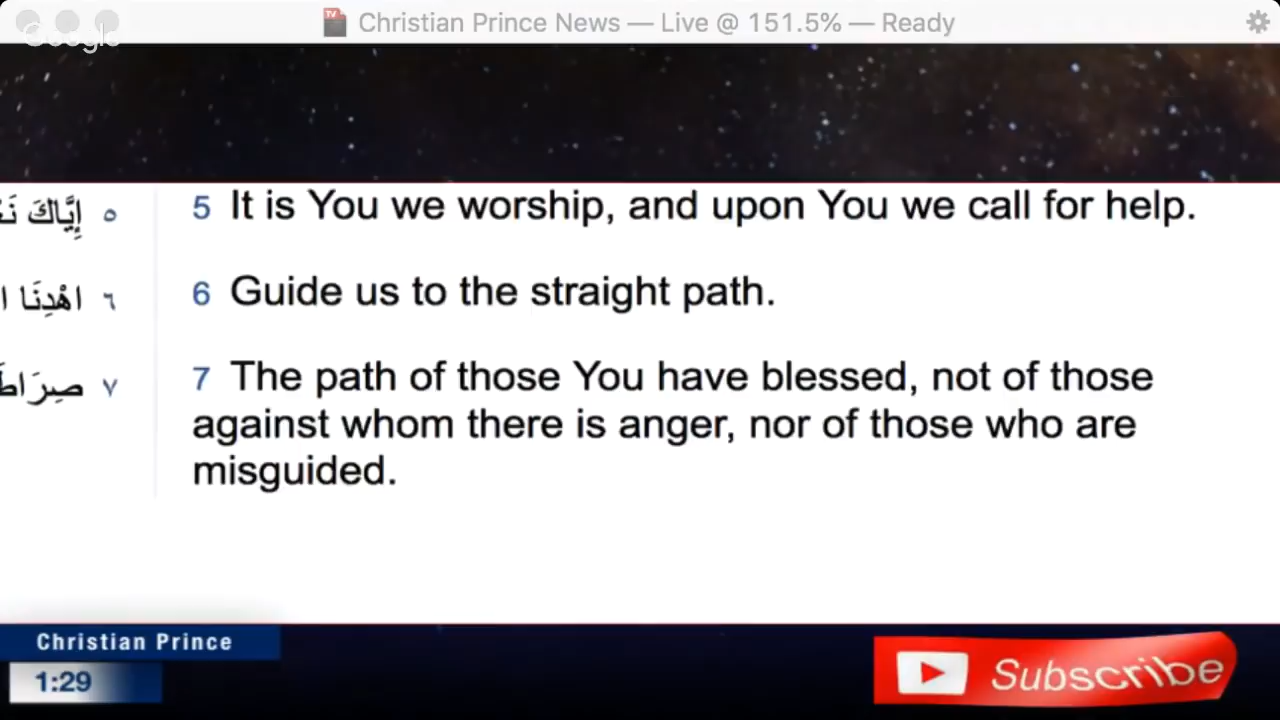 Christian Prince News — Live @ 151.5% — Ready
Google
إِيَّاكَ ٥
5 It is You we worship, and upon You we call for help.
اهْدِنَا ٦
6 Guide us to the straight path.
٧
7 The path of those You have blessed, not of those
against whom there is anger, nor of those who are
misguided.
Christian Prince
1:29
Subscribe